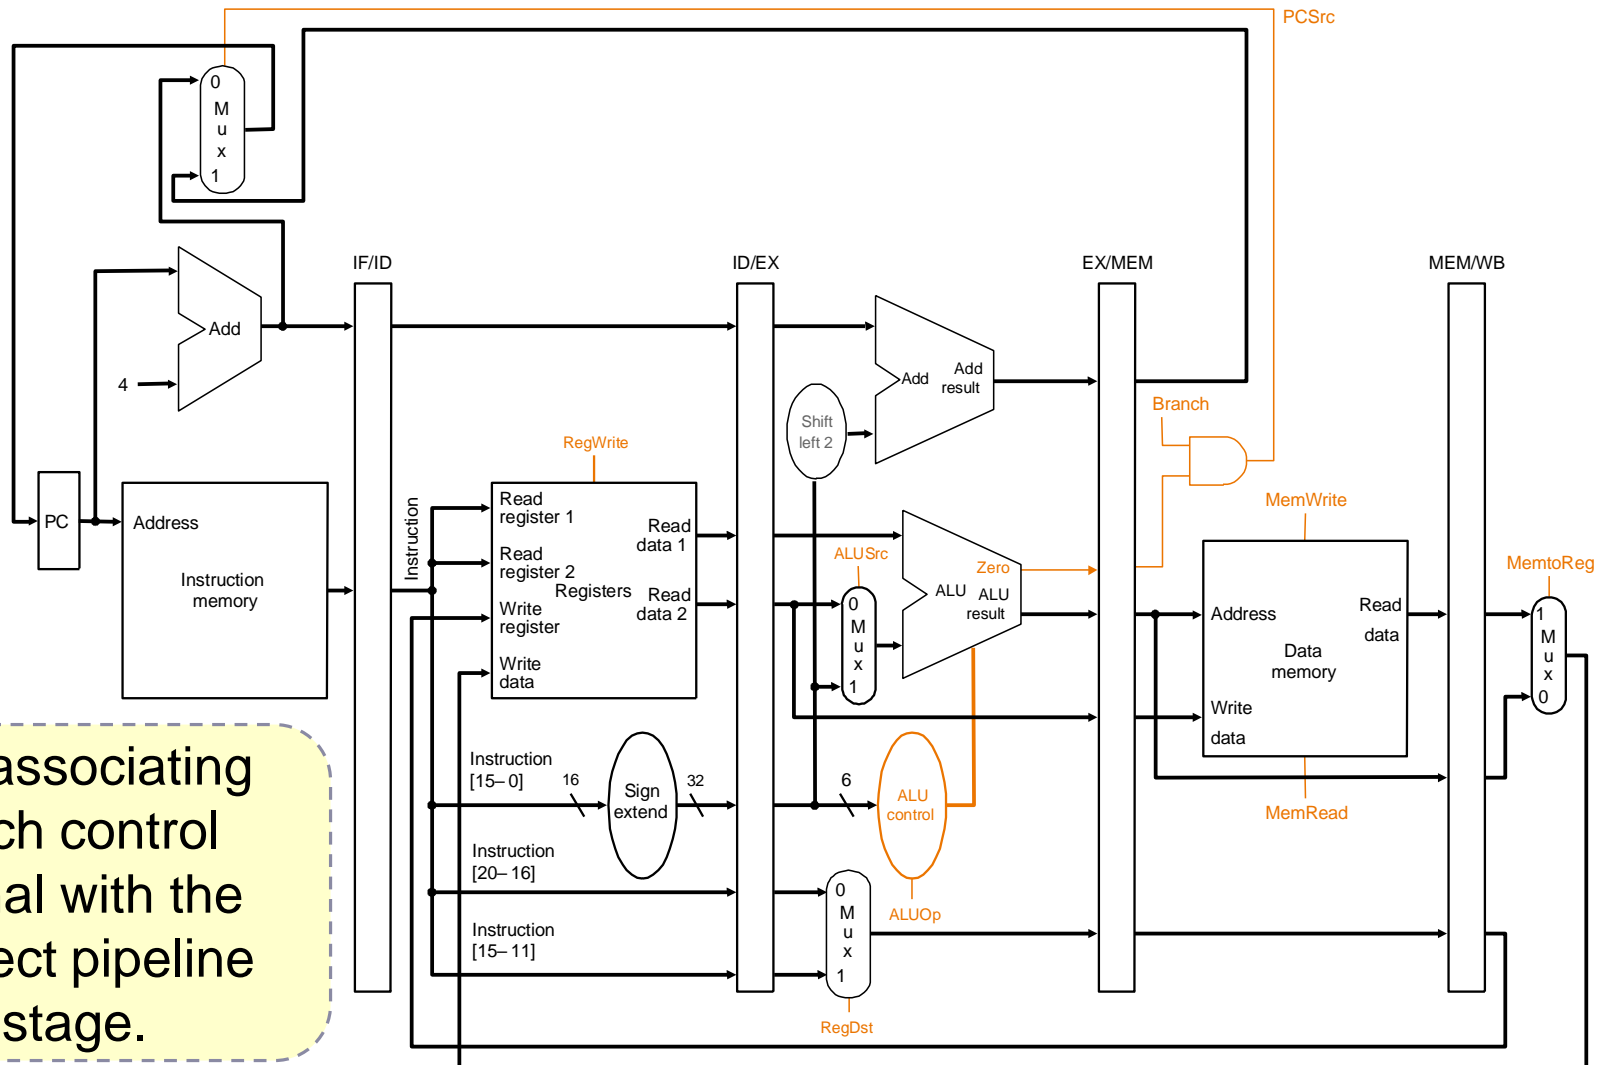 PCSrc
0
M
u
x
1
IF/ID
ID/EX
EX/MEM
MEM/WB
Add
4
Add
Add
result
Shift
left 2
Branch
RegWrite
PC
Address
Instruction
memory
Instruction
Read
register 1
Read
register 2
Registers
Write
register
Write
data
Read
data 1
Read
data 2
ALUSrc
0
M
u
x
1
Zero
ALU
ALU
result
MemWrite
Address
Read
data
Data
memory
Write
data
MemRead
MemtoReg
1
M
u
x
0
Instruction
[15–0]
16
Sign
extend
32
6
ALU
control
ALUOp
Instruction
[20–16]
Instruction
[15–11]
0
M
u
x
1
RegDst
associating
control
with the
pipeline
stage.